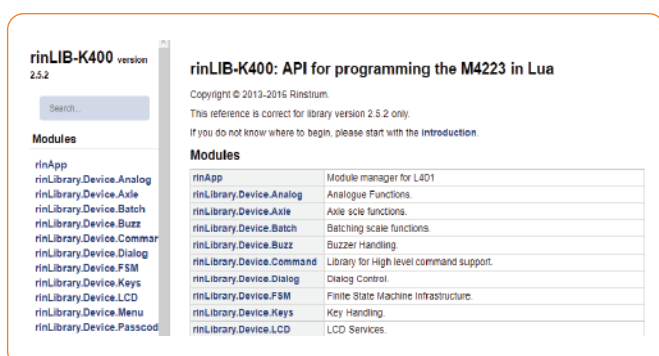 rinLIB-K400 version
2.5.2
Search...
Modules
rinApp
rinLibrary.Device.Analog
rinLibrary.Device.Axle
rinLibrary.Device.Batch
rinLibrary.Device.Buzz
rinLibrary.Device.Commar
rinLibrary.Device.Dialog
rinLibrary.Device.FSM
rinLibrary.Device.Keys
rinLibrary.Device.LCD
rinLibrary.Device.Menu
rinLibrary.Device.Passcod
rinLIB-K400: API for programming the M4223 in Lua
Copyright © 2013-2016 Rinstrum.
This reference is correct for library version 2.5.2 only.
If you do not know where to begin, please start with the introduction.
Modules
rinApp Module manager for L401
rinLibrary.Device.Analog Analogue Functions.
rinLibrary.Device.Axle Axle scle functions.
rinLibrary.Device.Batch Batching scale functions.
rinLibrary.Device.Buzz Buzzer Handling.
rinLibrary.Device.Command Library for High level command support.
rinLibrary.Device.Dialog Dialog Control.
rinLibrary.Device.FSM Finite State Machine Infrastructure.
rinLibrary.Device.Keys Key Handling.
rinLibrary.Device.LCD LCD Services.